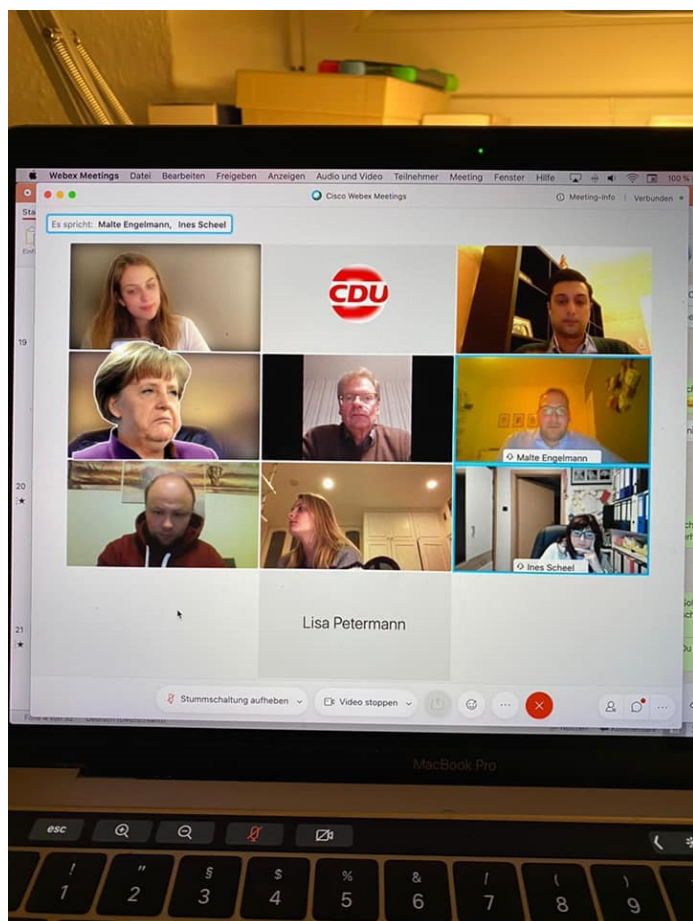 Webex Meetings Datei Bearbeiten Freigeben Anzeigen Audio und Video Teilnehmer Meeting Fenster Hilfe 100 %
Cisco Webex Meetings
Meeting-Info Verbunden
Es spricht: Malte Engelmann, Ines Scheel
CDU
19
Malte Engelmann
20
Ines Scheel
Lisa Petermann
21
Stummschaltung aufheben
Video stoppen
MacBook Pro
esc
! " § $ % & / ( )
1 2 3 4 5 6 7 8 9